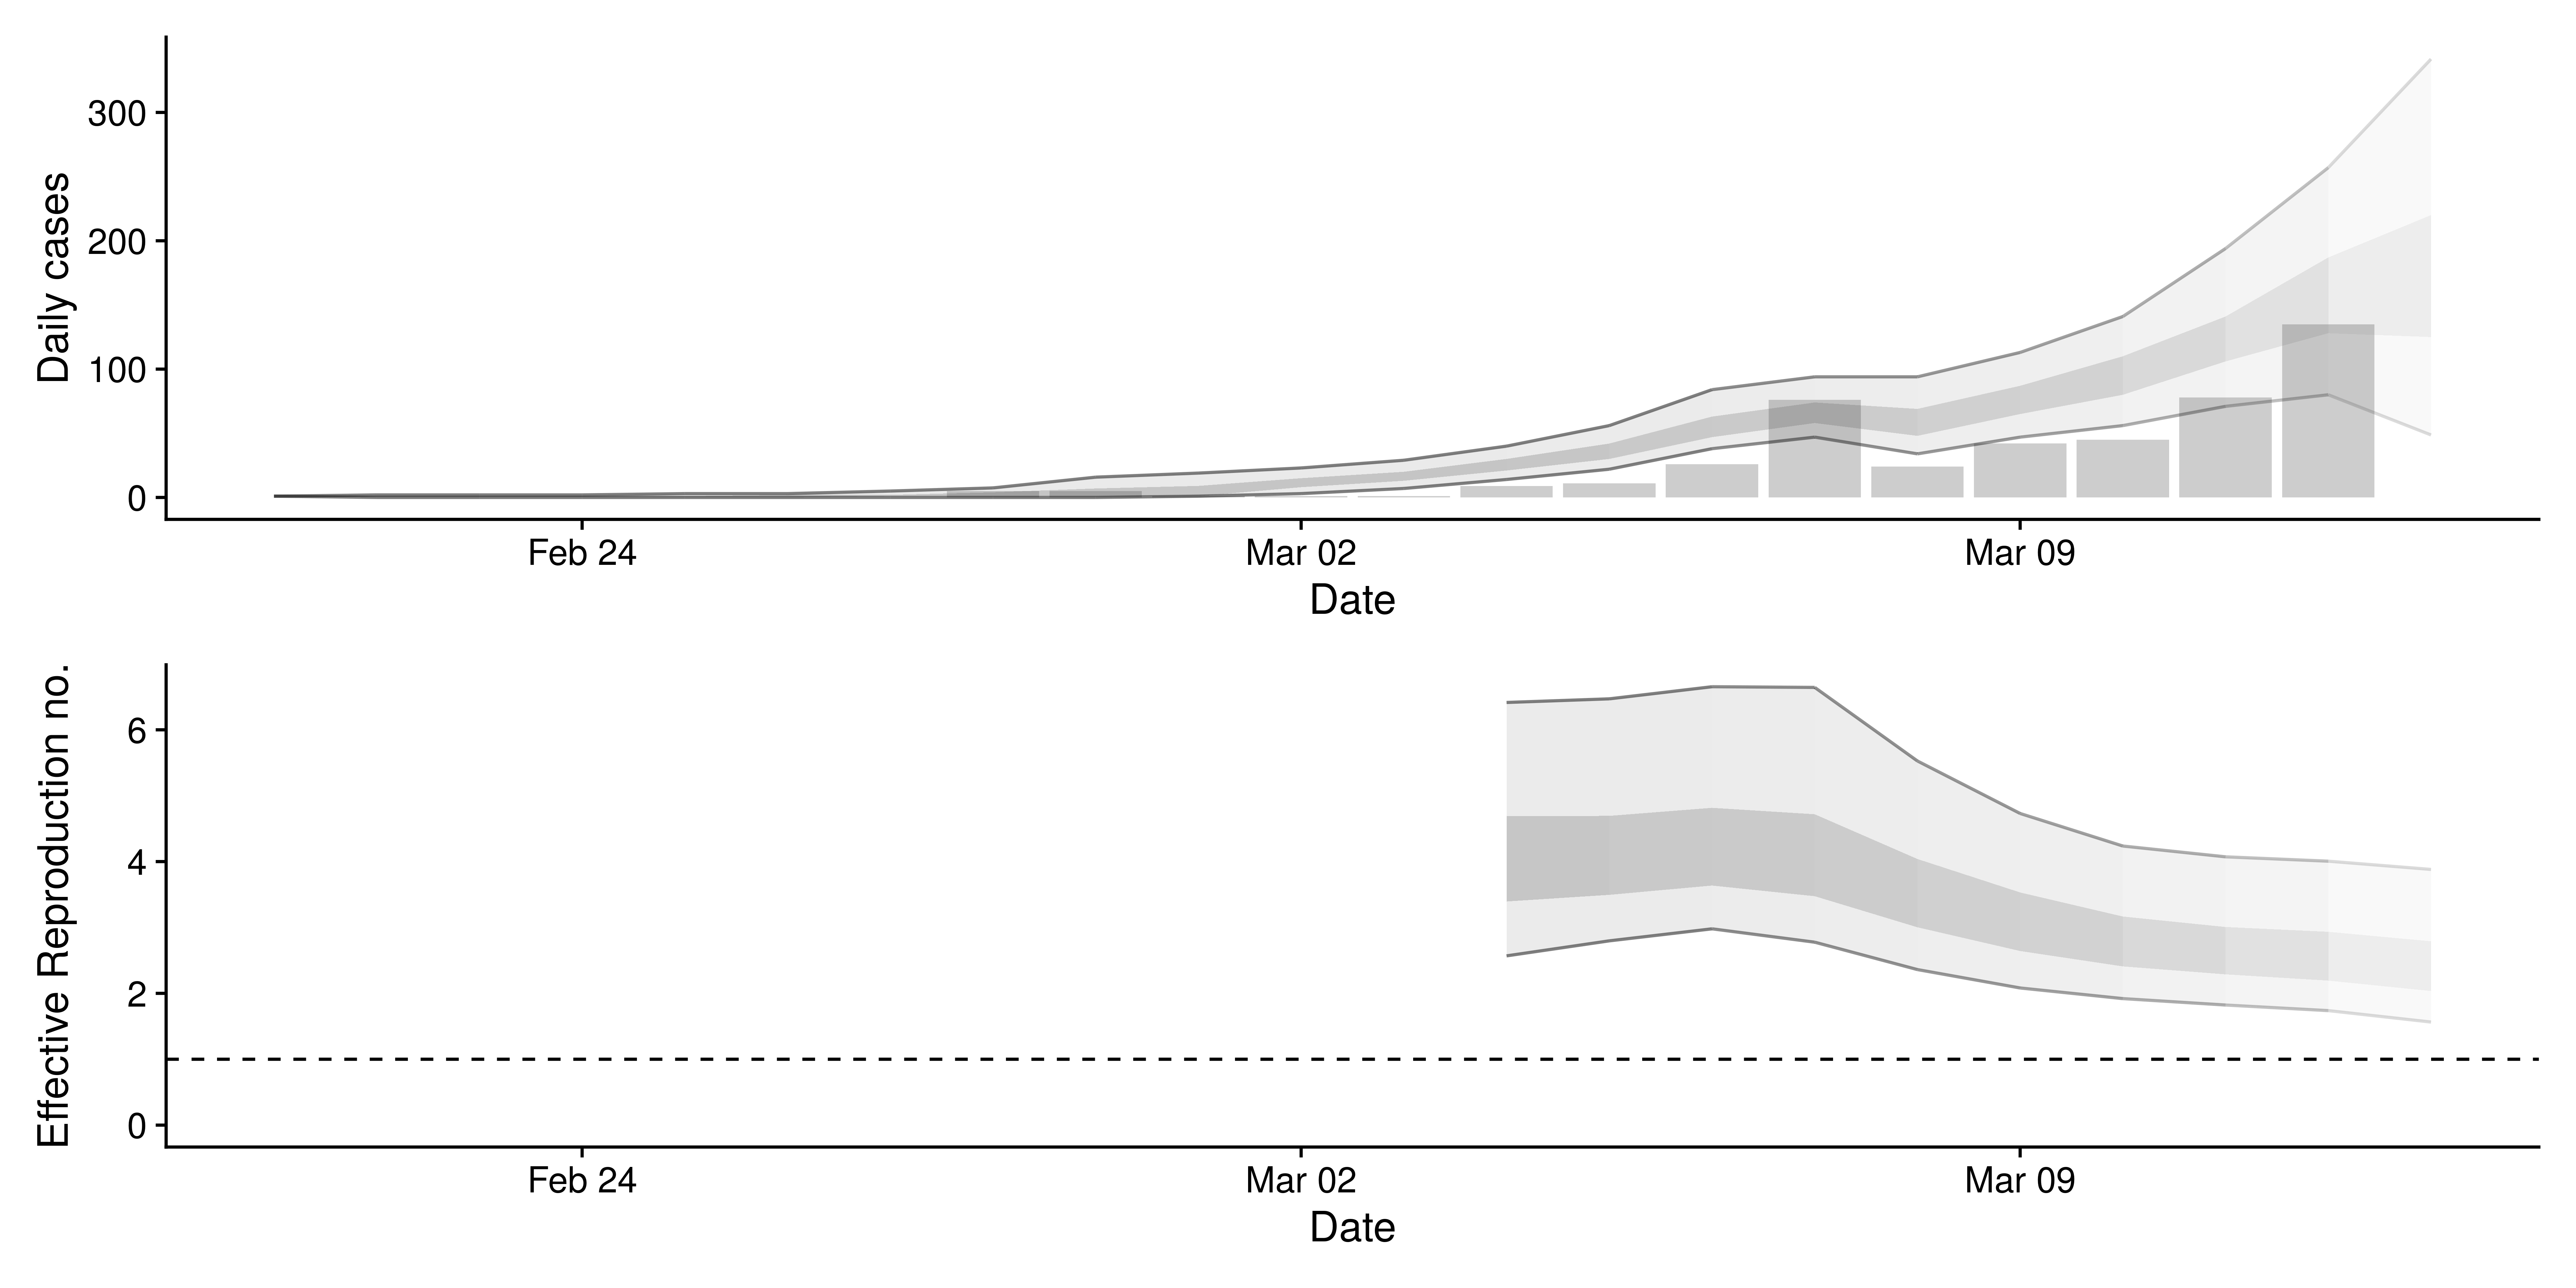 Daily cases
300
200
100
0
Feb 24 Mar 02 Mar 09
Date
Effective Reproduction no.
6
4
2
0
Feb 24 Mar 02 Mar 09
Date